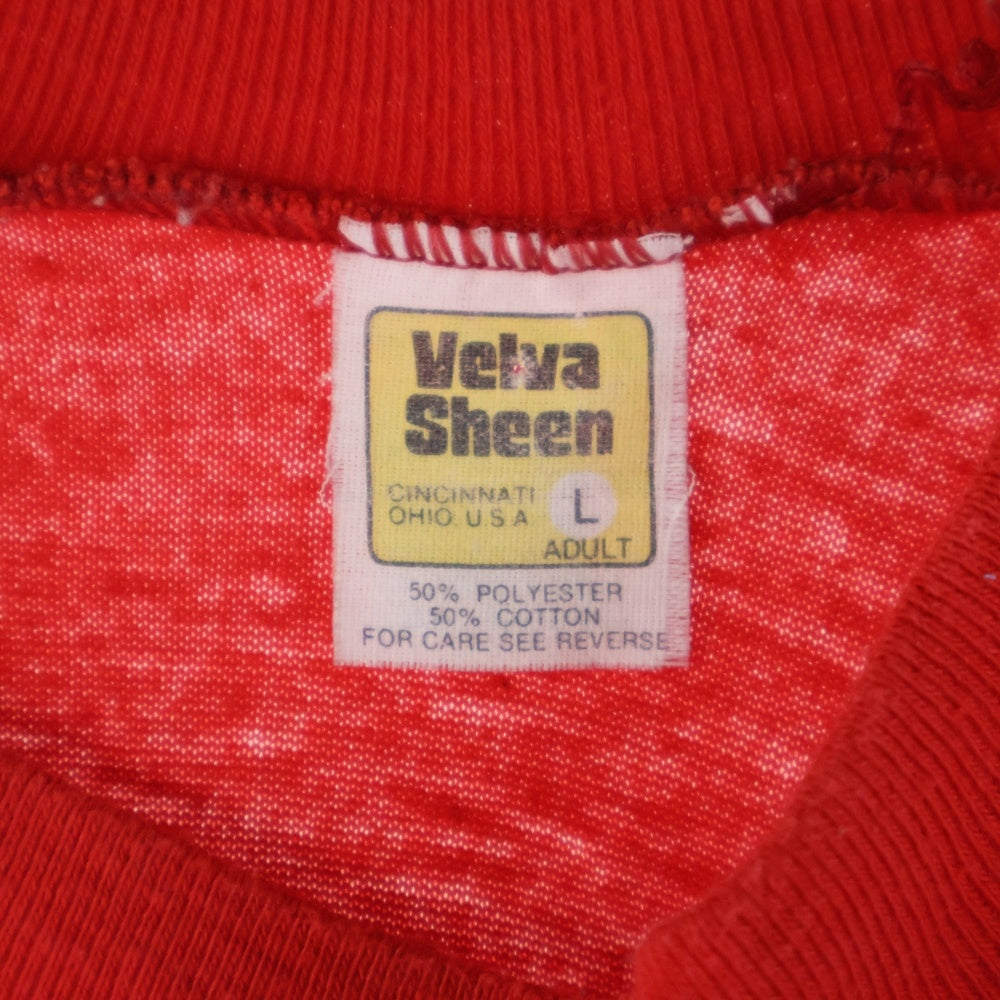 Velva
Sheen
CINCINNATI
OHIO. U.S A
L
ADULT
50% POLYESTER
50% COTTON
FOR CARE SEE REVERSE